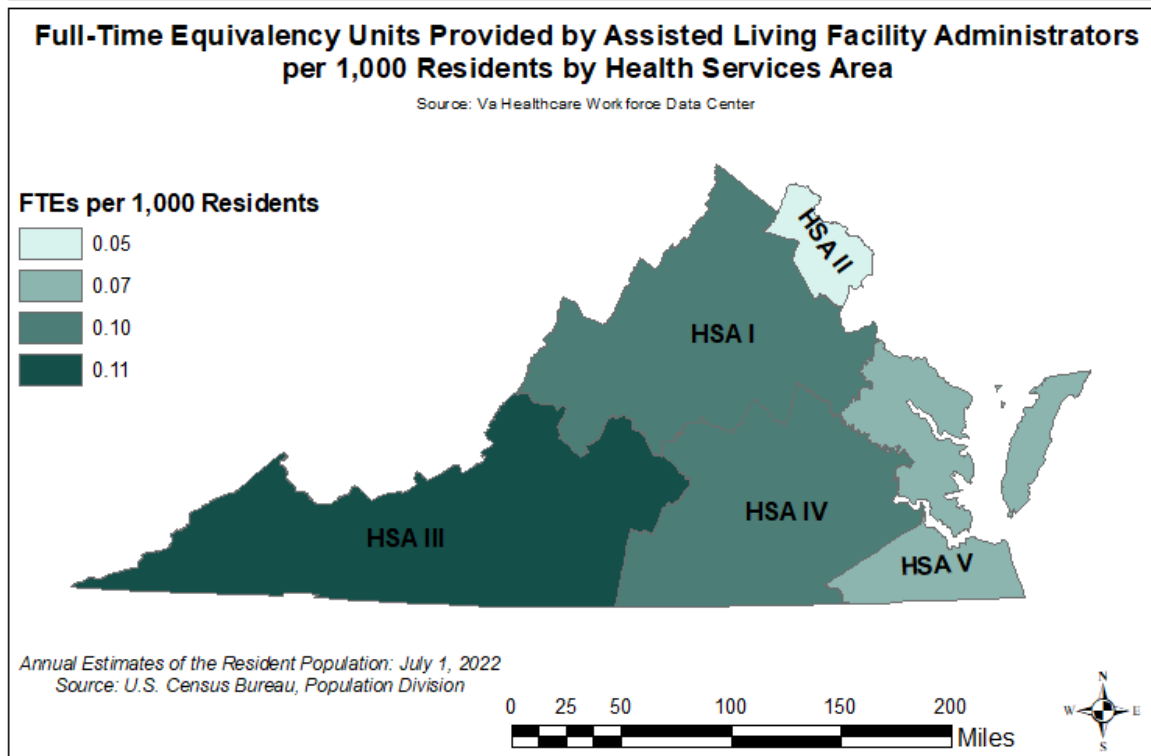 Full-Time Equivalency Units Provided by Assisted Living Facility Administrators
per 1,000 Residents by Health Services Area
Source: Va Healthcare Workforce Data Center
FTEs per 1,000 Residents
0.05
0.07
0.10
0.11
HSA II
HSA I
HSA IV
HSA III
HSA V
Annual Estimates of the Resident Population: July 1, 2022
Source: U.S. Census Bureau, Population Division
0 25 50 100 150 200
Miles
N
W E
S